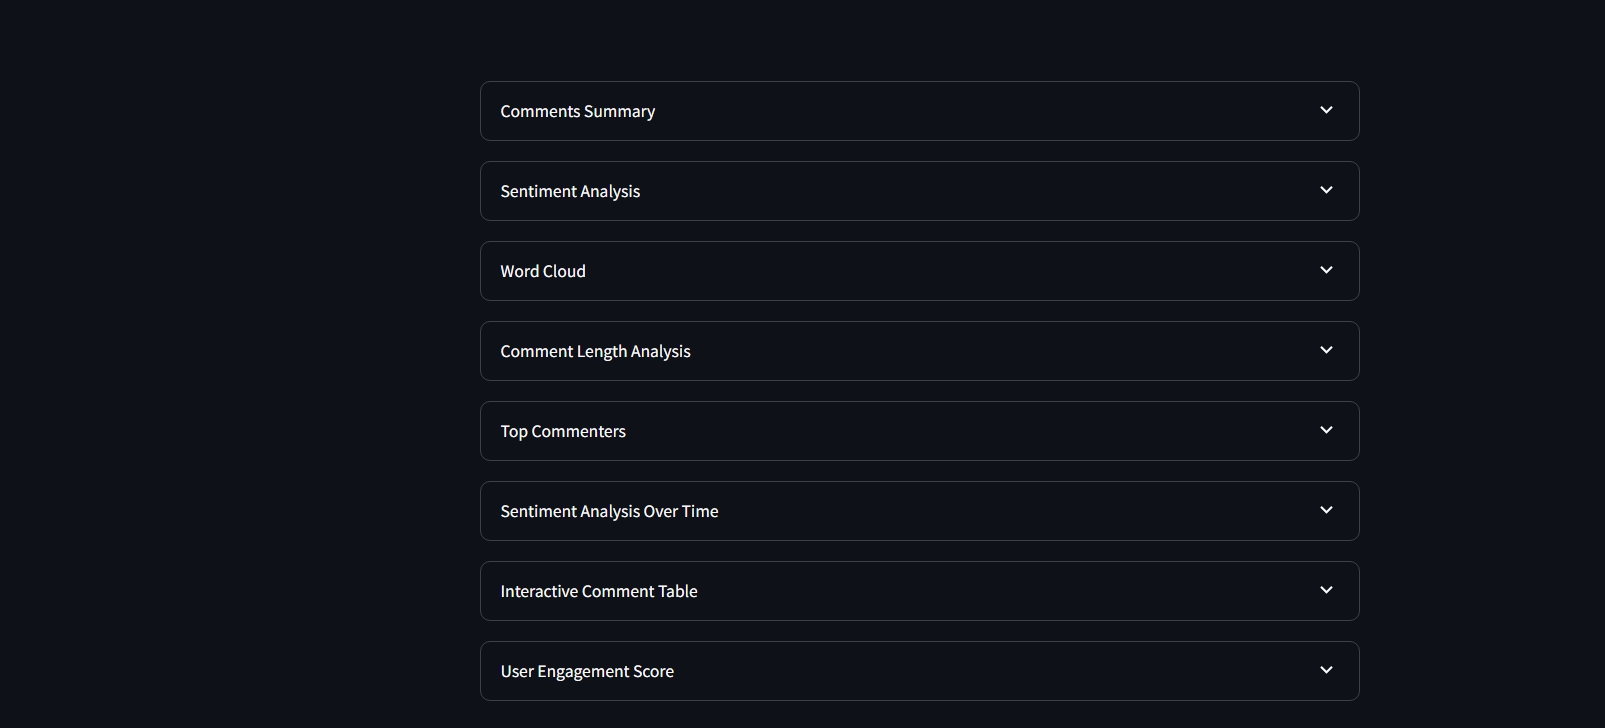 Comments Summary
Sentiment Analysis
Word Cloud
Comment Length Analysis
Top Commenters
Sentiment Analysis Over Time
Interactive Comment Table
User Engagement Score